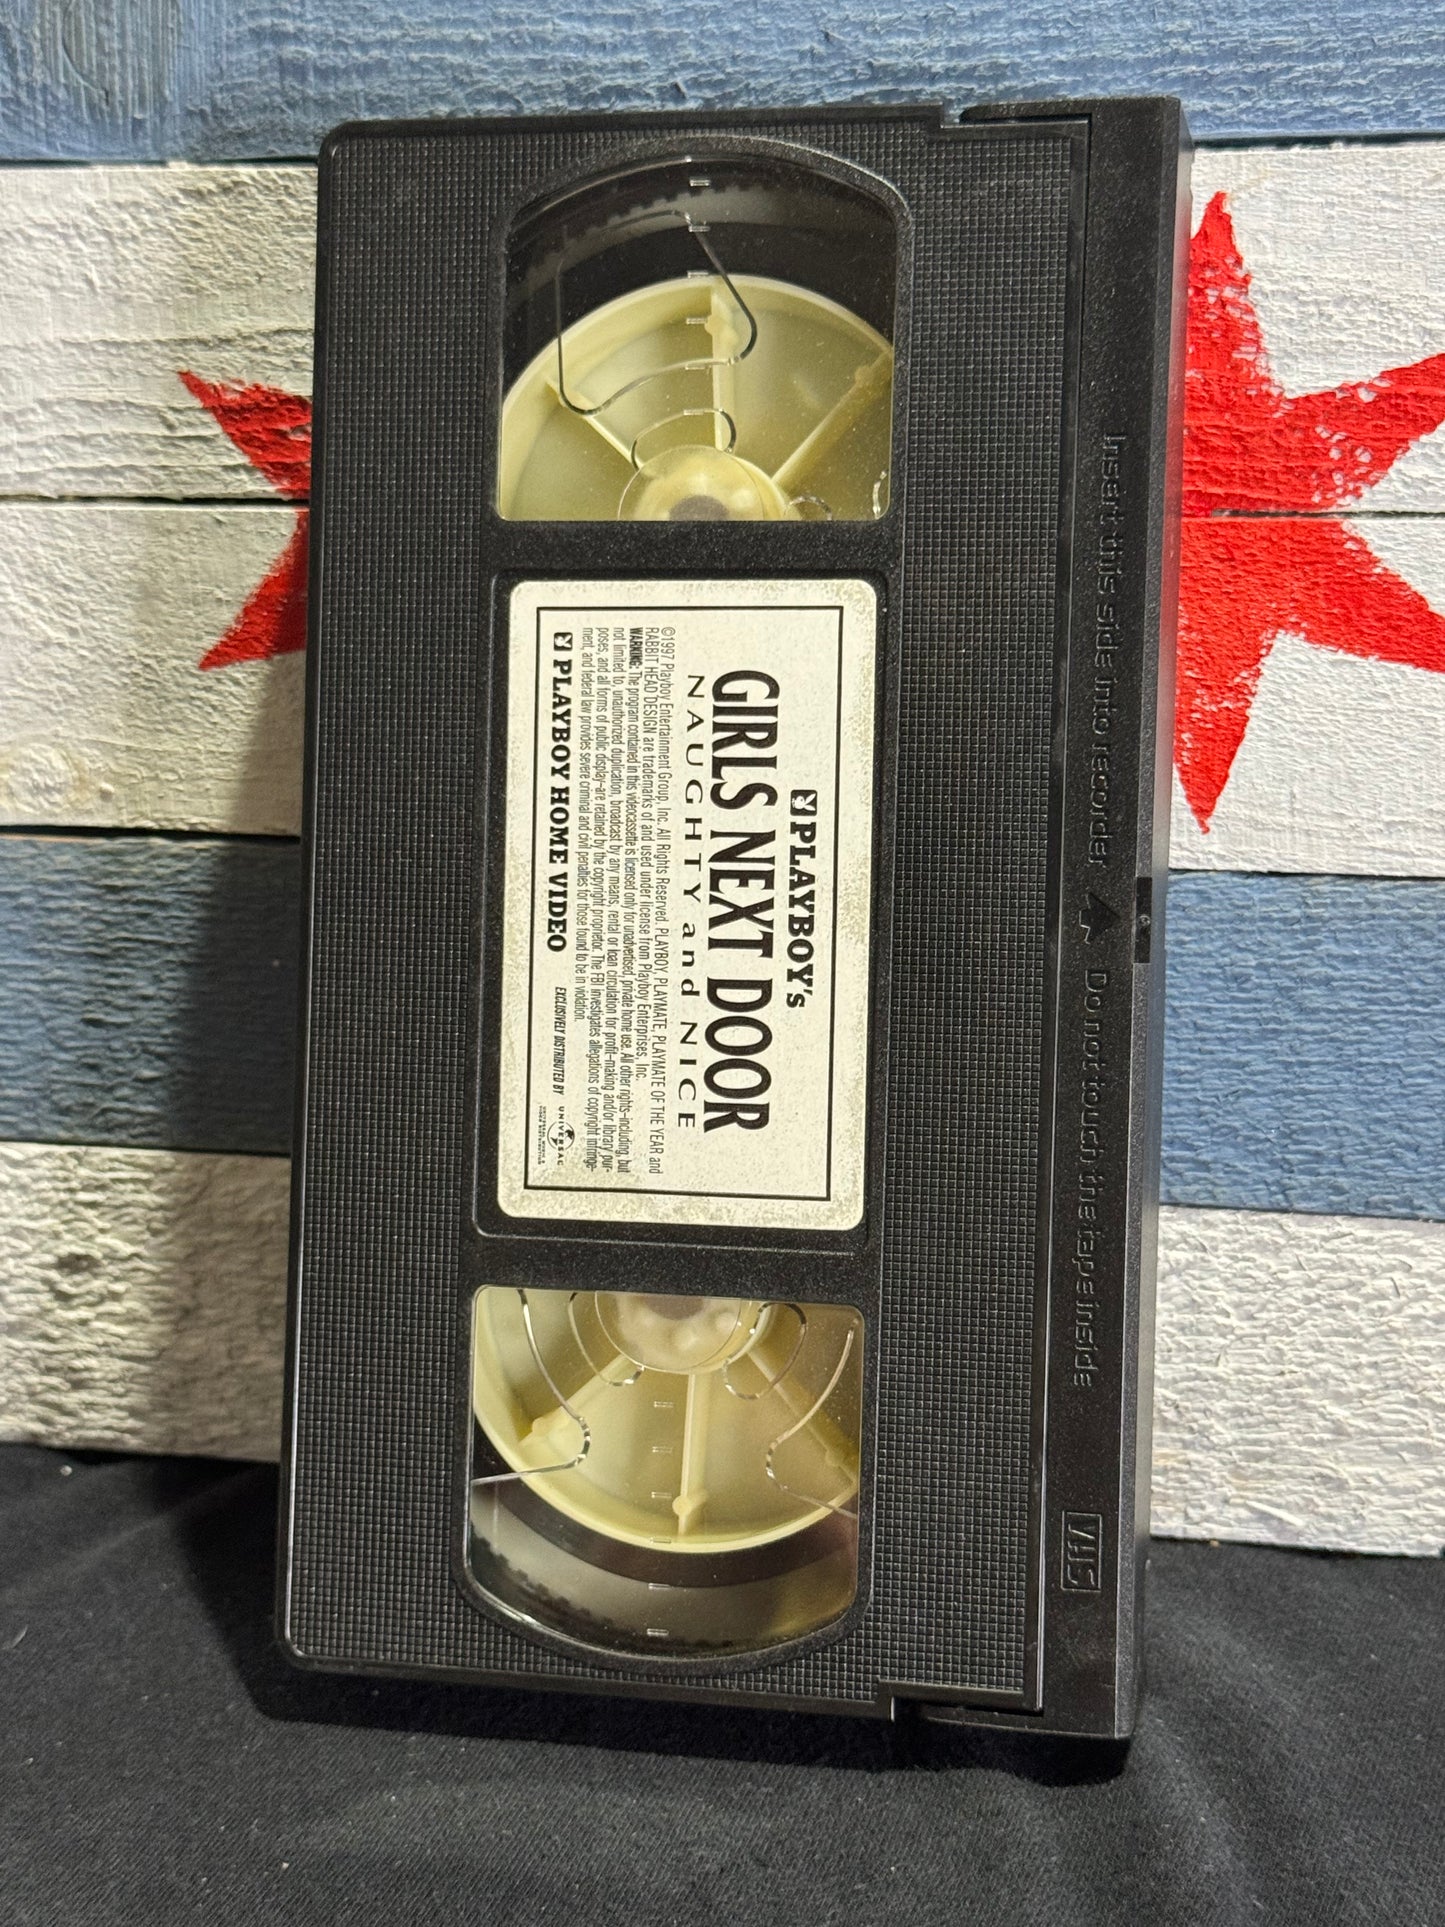 PLAYBOY's
GIRLS NEXT DOOR
NAUGHTY and NICE
©1997 Playboy Entertainment Group, Inc. All Rights Reserved. PLAYBOY, PLAYMATE, PLAYMATE OF THE YEAR and
RABBIT HEAD DESIGN are trademarks of and used under license from Playboy Enterprises, Inc.
WARNING: The program contained in this videocassette is licensed only for unadvertised, private home use. All other rights–including, but
not limited to, unauthorized duplication, broadcast by any means, rental or loan circulation for profit–making and/or library pur-
poses, and all forms of public display–are retained by the copyright proprietor. The FBI investigates allegations of copyright infringe-
ment, and federal law provides severe criminal and civil penalties for those found to be in violation.
PLAYBOY HOME VIDEO EXCLUSIVELY DISTRIBUTED BY UNIVERSAL
Insert this side into recorder Do not touch the tape inside
VHS